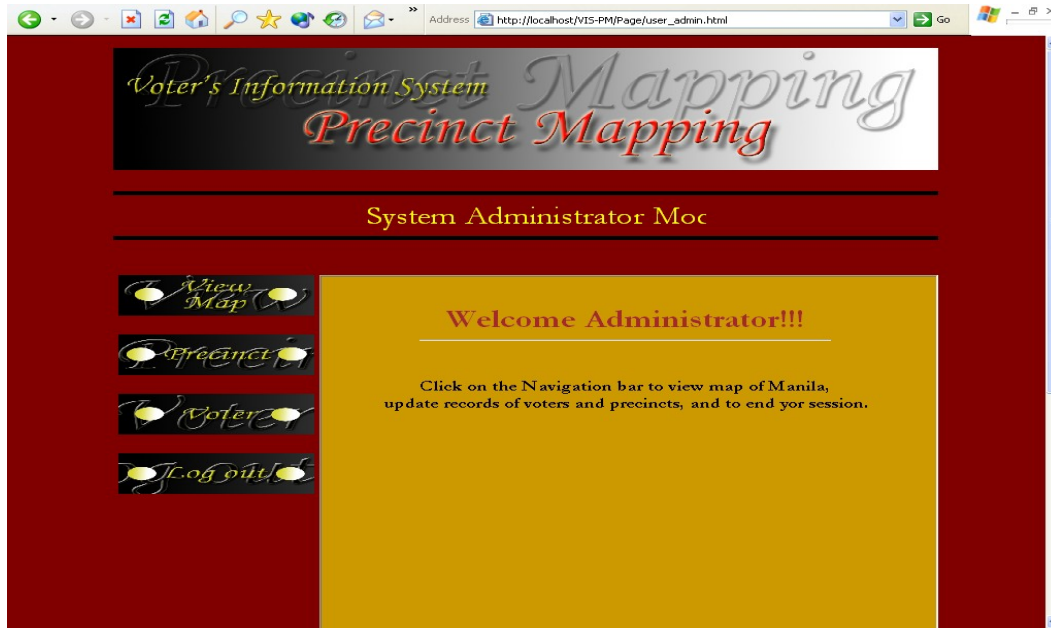 Address http://localhost/VIS-PM/Page/user_admin.html Go
Precinct Mapping
Voter's Information System
Precinct Mapping
System Administrator Moc
View
Map
Precinct
Voter
Log out
Welcome Administrator!!!
Click on the Navigation bar to view map of Manila,
update records of voters and precincts, and to end yor session.